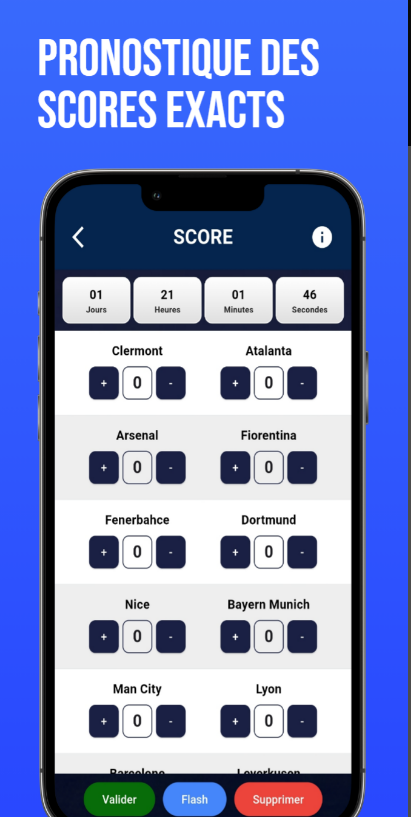 PRONOSTIQUE DES
SCORES EXACTS
SCORE
01 21 01 46
Jours Heures Minutes Secondes
Clermont Atalanta
+ 0 - + 0 -
Arsenal Fiorentina
+ 0 - + 0 -
Fenerbahce Dortmund
+ 0 - + 0 -
Nice Bayern Munich
+ 0 - + 0 -
Man City Lyon
+ 0 - + 0 -
Barcelone Leverkusen
Valider Flash Supprimer